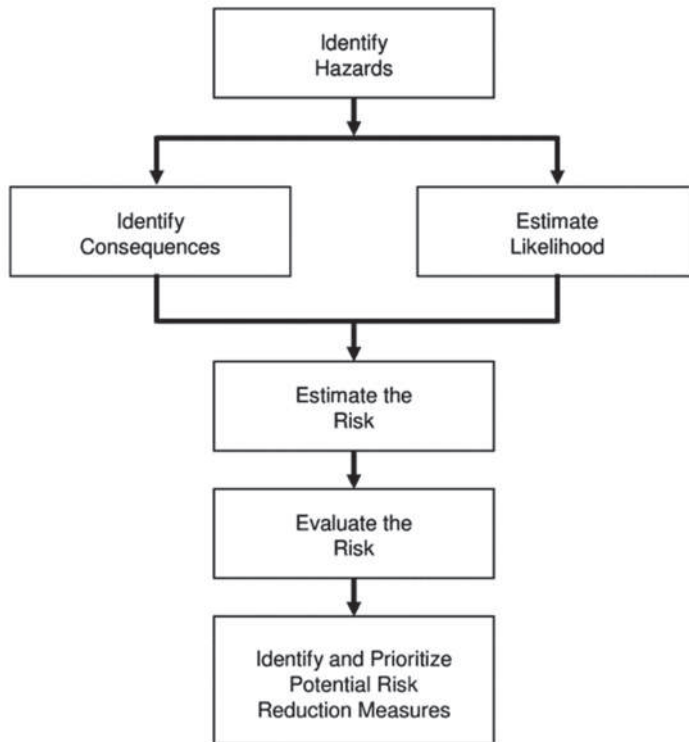 Identify
Hazards
Identify
Consequences
Estimate
Likelihood
Estimate the
Risk
Evaluate the
Risk
Identify and Prioritize
Potential Risk
Reduction Measures